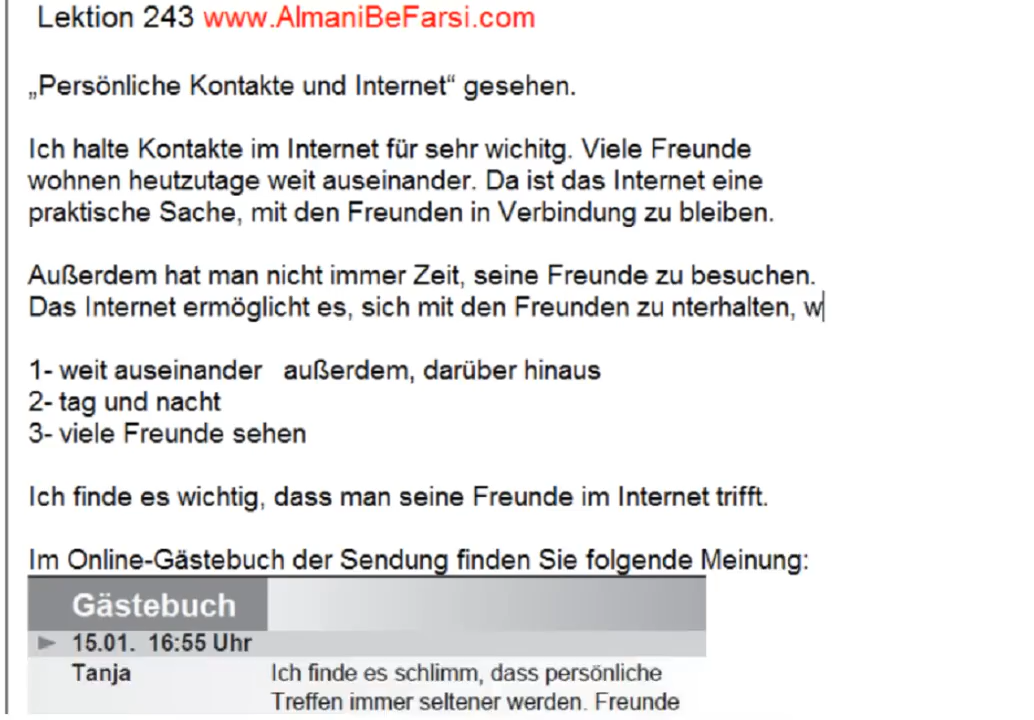 Lektion 243 www.AlmaniBeFarsi.com
„Persönliche Kontakte und Internet“ gesehen.
Ich halte Kontakte im Internet für sehr wichitg. Viele Freunde
wohnen heutzutage weit auseinander. Da ist das Internet eine
praktische Sache, mit den Freunden in Verbindung zu bleiben.
Außerdem hat man nicht immer Zeit, seine Freunde zu besuchen.
Das Internet ermöglicht es, sich mit den Freunden zu nterhalten, w
1- weit auseinander außerdem, darüber hinaus
2- tag und nacht
3- viele Freunde sehen
Ich finde es wichtig, dass man seine Freunde im Internet trifft.
Im Online-Gästebuch der Sendung finden Sie folgende Meinung:
Gästebuch
15.01. 16:55 Uhr
Tanja Ich finde es schlimm, dass persönliche
Treffen immer seltener werden. Freunde